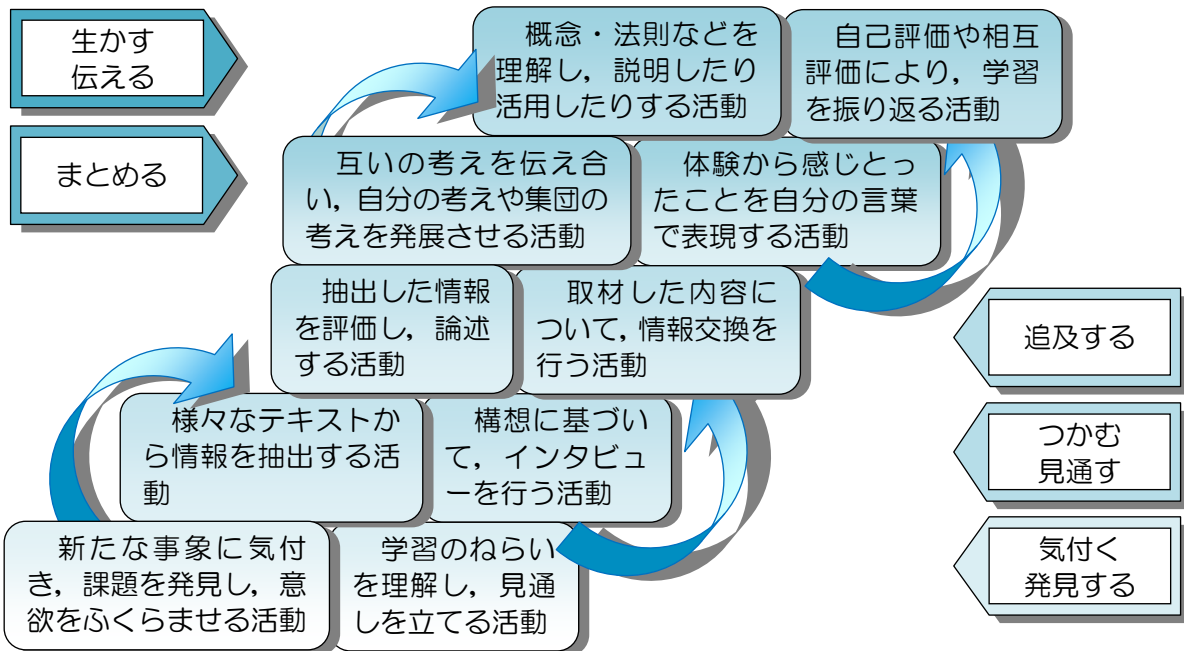 生かす
伝える
まとめる
概念・法則などを
理解し，説明したり
活用したりする活動
自己評価や相互
評価により，学習
を振り返る活動
互いの考えを伝え合
い，自分の考えや集団の
考えを発展させる活動
体験から感じとっ
たことを自分の言葉
で表現する活動
抽出した情報
を評価し，論述
する活動
取材した内容に
ついて，情報交換を
行う活動
追及する
様々なテキストか
ら情報を抽出する活
動
構想に基づい
て，インタビュ
ーを行う活動
つかむ
見通す
新たな事象に気付
き，課題を発見し，意
欲をふくらませる活動
学習のねらい
を理解し，見通
しを立てる活動
気付く
発見する